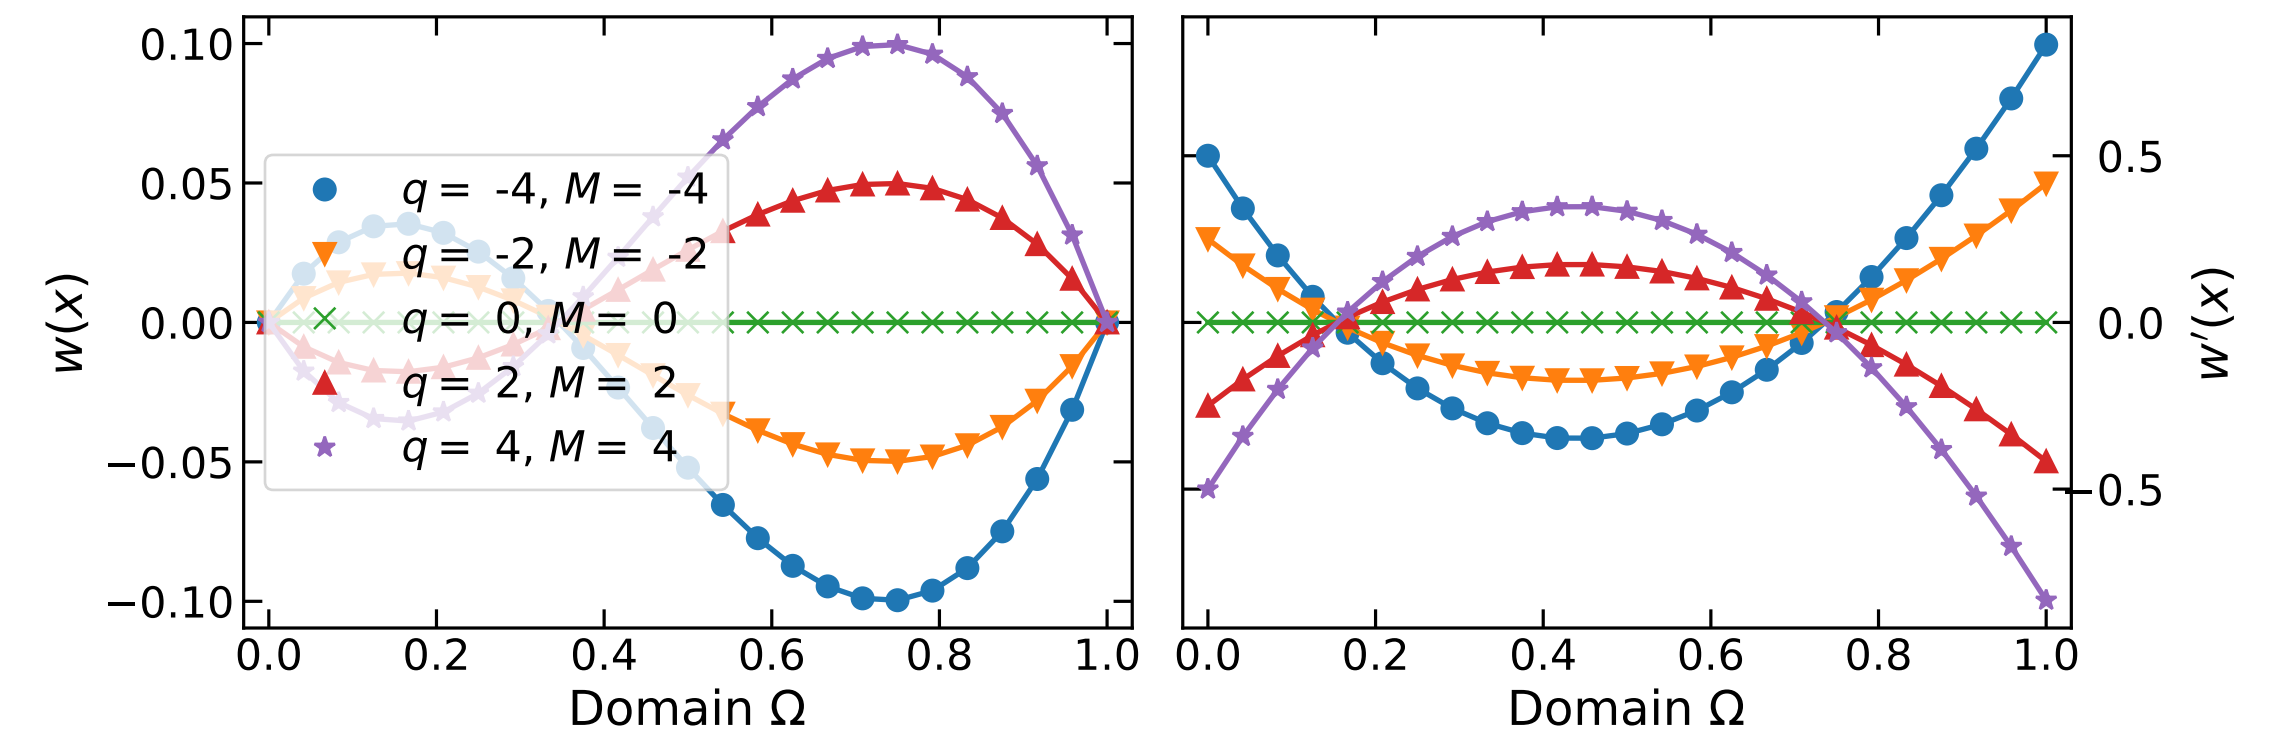 0.10
0.05
0.00
−0.05
−0.10
w(x)
q = -4, M = -4
q = -2, M = -2
q = 0, M = 0
q = 2, M = 2
q = 4, M = 4
0.0 0.2 0.4 0.6 0.8 1.0
Domain Ω
0.5
0.0
−0.5
w′(x)
0.0 0.2 0.4 0.6 0.8 1.0
Domain Ω